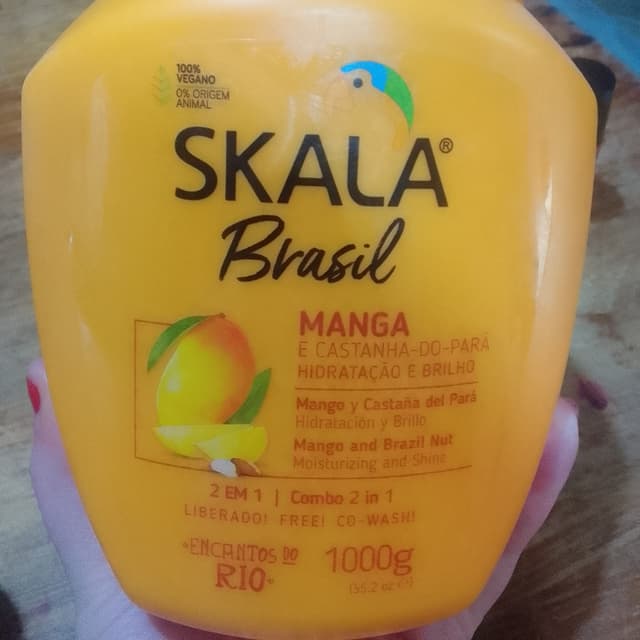 100%
VEGANO
0% ORIGEM
ANIMAL
SKALA®
Brasil
MANGA
E CASTANHA-DO-PARÁ
HIDRATAÇÃO E BRILHO
Mango y Castaña del Pará
Hidratación y Brillo
Mango and Brazil Nut
Moisturizing and Shine
2 EM 1 | Combo 2 in 1
LIBERADO! FREE! CO-WASH!
ENCANTOS DO
RIO
1000g